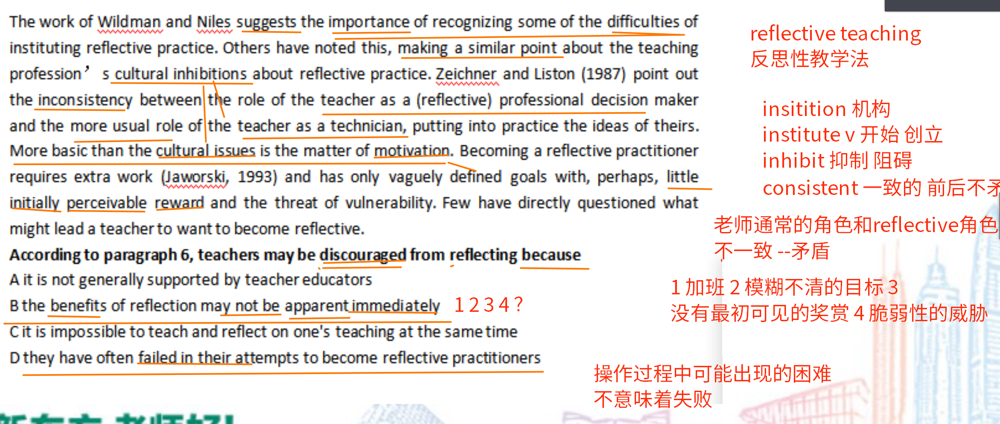 The work of Wildman and Niles suggests the importance of recognizing some of the difficulties of
instituting reflective practice. Others have noted this, making a similar point about the teaching
profession’ s cultural inhibitions about reflective practice. Zeichner and Liston (1987) point out
the inconsistency between the role of the teacher as a (reflective) professional decision maker
and the more usual role of the teacher as a technician, putting into practice the ideas of theirs.
More basic than the cultural issues is the matter of motivation. Becoming a reflective practitioner
requires extra work (Jaworski, 1993) and has only vaguely defined goals with, perhaps, little
initially perceivable reward and the threat of vulnerability. Few have directly questioned what
might lead a teacher to want to become reflective.
According to paragraph 6, teachers may be discouraged from reflecting because
A it is not generally supported by teacher educators
B the benefits of reflection may not be apparent immediately
1 2 3 4 ?
C it is impossible to teach and reflect on one's teaching at the same time
D they have often failed in their attempts to become reflective practitioners
reflective teaching
反思性教学法
insitition 机构
institute v 开始 创立
inhibit 抑制 阻碍
consistent 一致的 前后不矛
老师通常的角色和reflective角色
不一致 --矛盾
1 加班 2 模糊不清的目标 3
没有最初可见的奖赏 4 脆弱性的威胁
操作过程中可能出现的困难
不意味着失败
新东方 老师好!